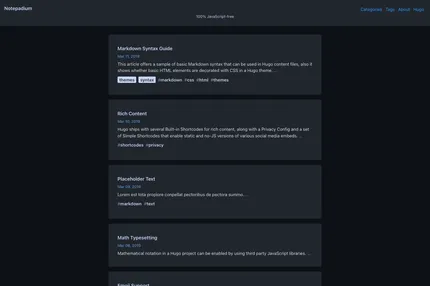 Notepadium
Categories Tags About Hugo
100% JavaScript-free
Markdown Syntax Guide
Mar 11, 2019
This article offers a sample of basic Markdown syntax that can be used in Hugo content files, also it
shows whether basic HTML elements are decorated with CSS in a Hugo theme. ...
themes syntax #markdown #css #html #themes
Rich Content
Mar 10, 2019
Hugo ships with several Built-in Shortcodes for rich content, along with a Privacy Config and a set
of Simple Shortcodes that enable static and no-JS versions of various social media embeds. ...
#shortcodes #privacy
Placeholder Text
Mar 09, 2019
Lorem est tota propiore conpellat pectoribus de pectora summo. ...
#markdown #text
Math Typesetting
Mar 08, 2019
Mathematical notation in a Hugo project can be enabled by using third party JavaScript libraries. ...
Emoji Support